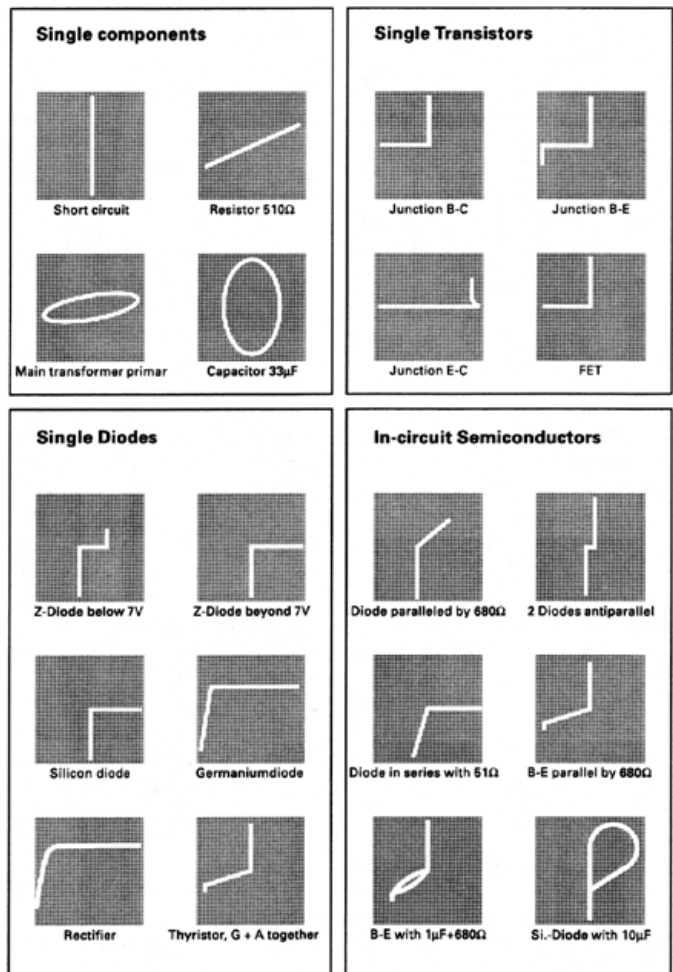 Single components
Short circuit
Resistor 510Ω
Main transformer primar
Capacitor 33µF
Single Transistors
Junction B-C
Junction B-E
Junction E-C
FET
Single Diodes
Z-Diode below 7V
Z-Diode beyond 7V
Silicon diode
Germaniumdiode
Rectifier
Thyristor, G + A together
In-circuit Semiconductors
Diode paralleled by 680Ω
2 Diodes antiparallel
Diode in series with 51Ω
B-E parallel by 680Ω
B-E with 1µF+680Ω
Si.-Diode with 10µF